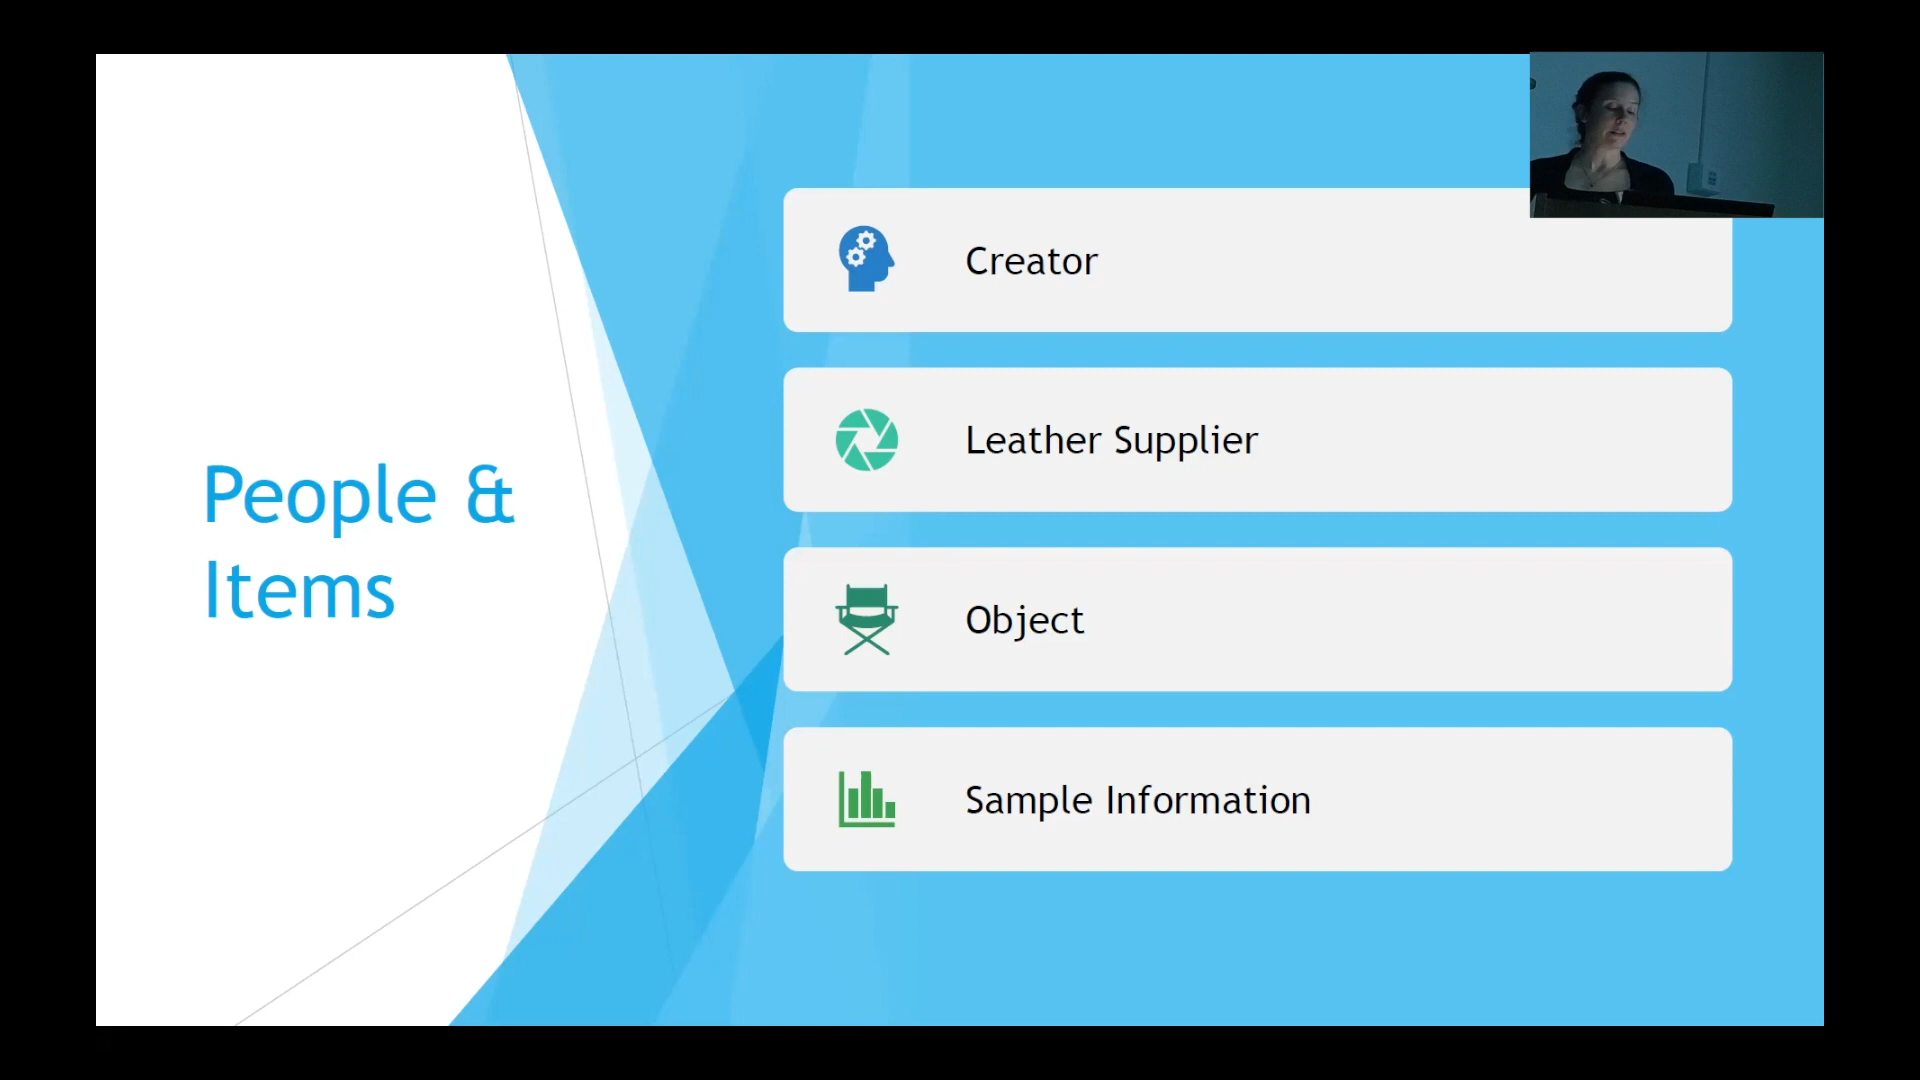 People &
Items
Creator
Leather Supplier
Object
Sample Information